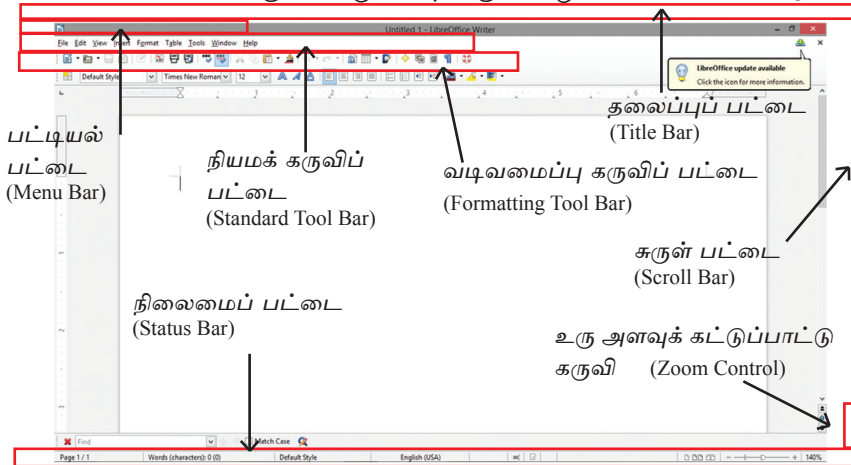 Untitled 1 - LibreOffice Writer
File Edit View Insert Format Table Tools Window Help
LibreOffice update available
Click the icon for more information.
Default Style Times New Roman 12
தலைப்புப் பட்டை
(Title Bar)
பட்டியல்
பட்டை
(Menu Bar)
நியமக் கருவிப்
பட்டை
(Standard Tool Bar)
வடிவமைப்பு கருவிப் பட்டை
(Formatting Tool Bar)
சுருள் பட்டை
(Scroll Bar)
நிலைமைப் பட்டை
(Status Bar)
உரு அளவுக் கட்டுப்பாட்டு
கருவி (Zoom Control)
Find Match Case
Page 1 / 1 Words (characters): 0 (0) Default Style English (USA) 140%